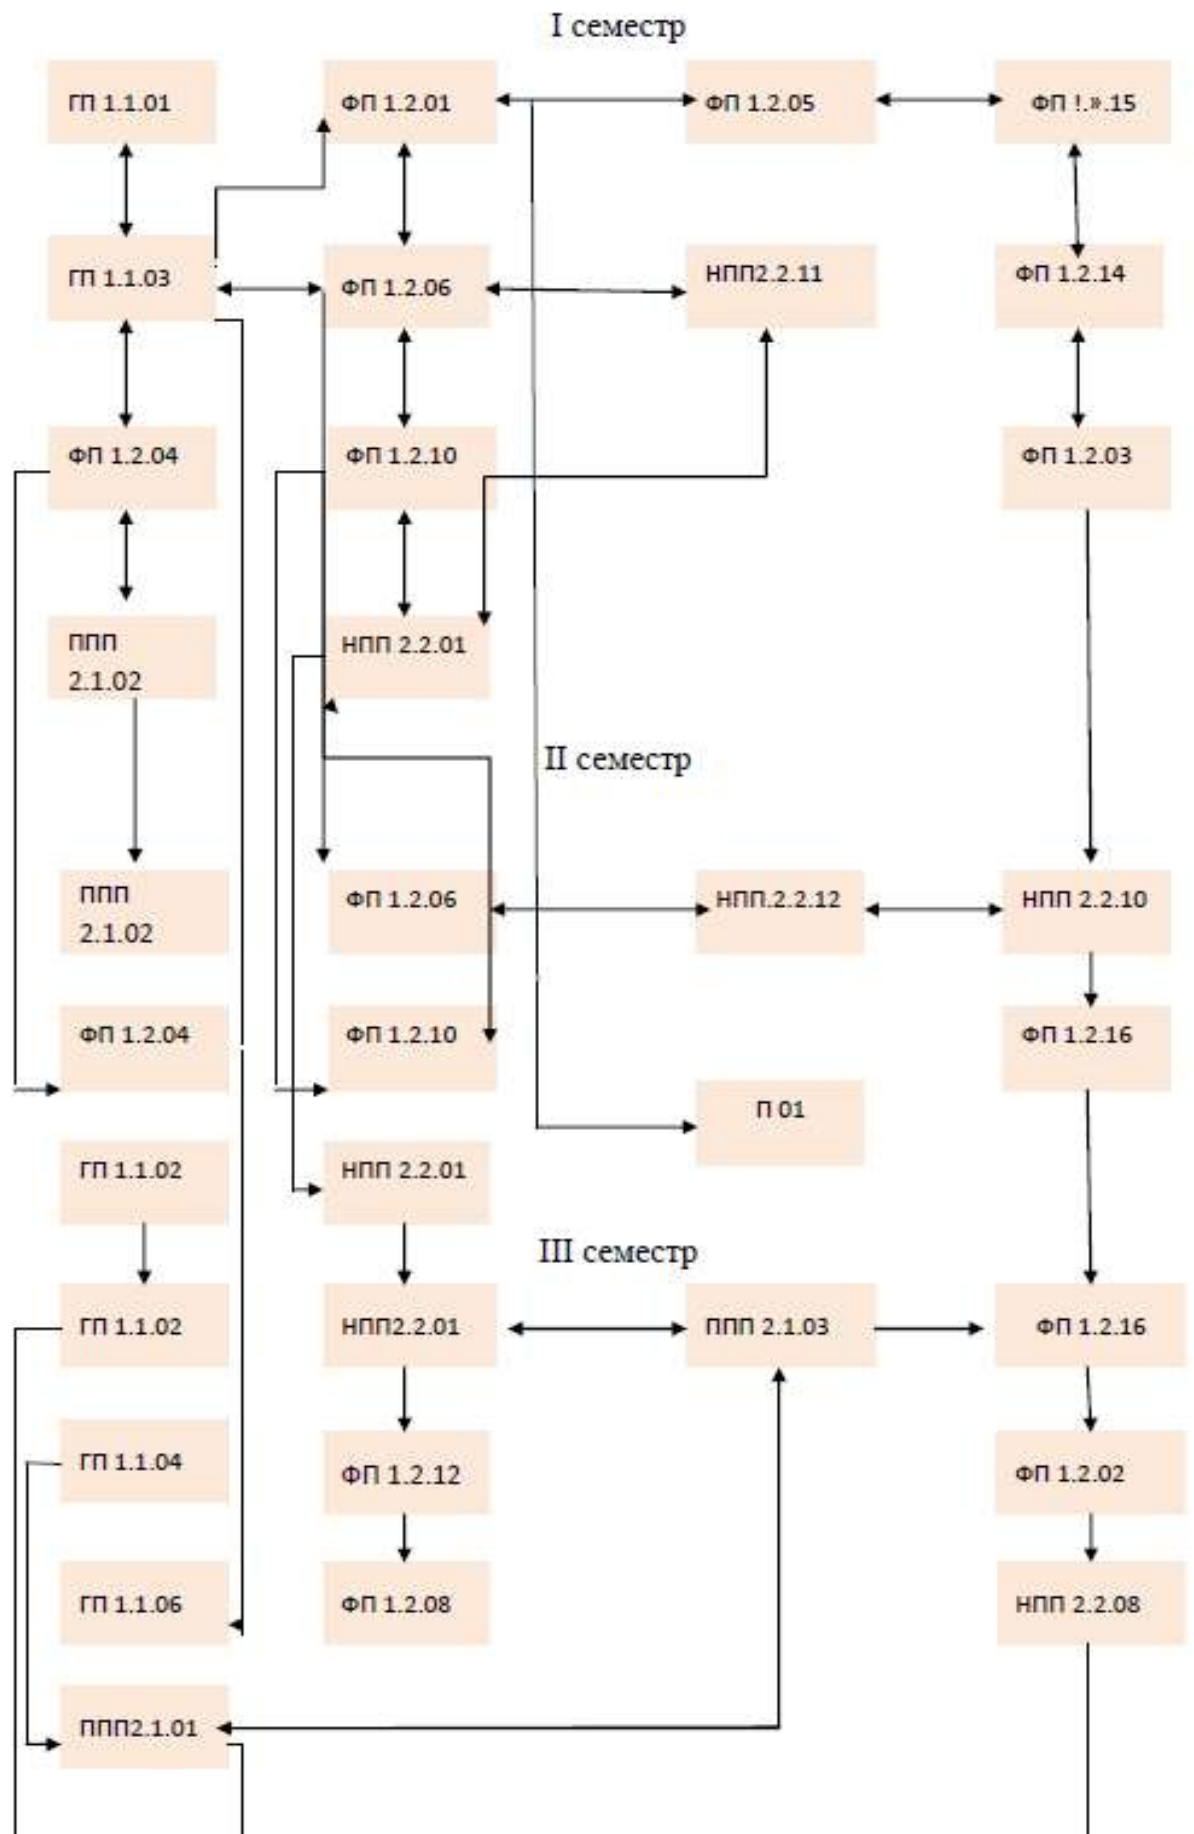 I семестр
ГП 1.1.01
ФП 1.2.01
ФП 1.2.05
ФП !.».15
ГП 1.1.03
ФП 1.2.06
НПП2.2.11
ФП 1.2.14
ФП 1.2.04
ФП 1.2.10
ФП 1.2.03
ППП
2.1.02
НПП 2.2.01
II семестр
ППП
2.1.02
ФП 1.2.06
НПП.2.2.12
НПП 2.2.10
ФП 1.2.04
ФП 1.2.10
ФП 1.2.16
П 01
ГП 1.1.02
НПП 2.2.01
III семестр
ГП 1.1.02
НПП2.2.01
ППП 2.1.03
ФП 1.2.16
ГП 1.1.04
ФП 1.2.12
ФП 1.2.02
ГП 1.1.06
ФП 1.2.08
НПП 2.2.08
ППП2.1.01